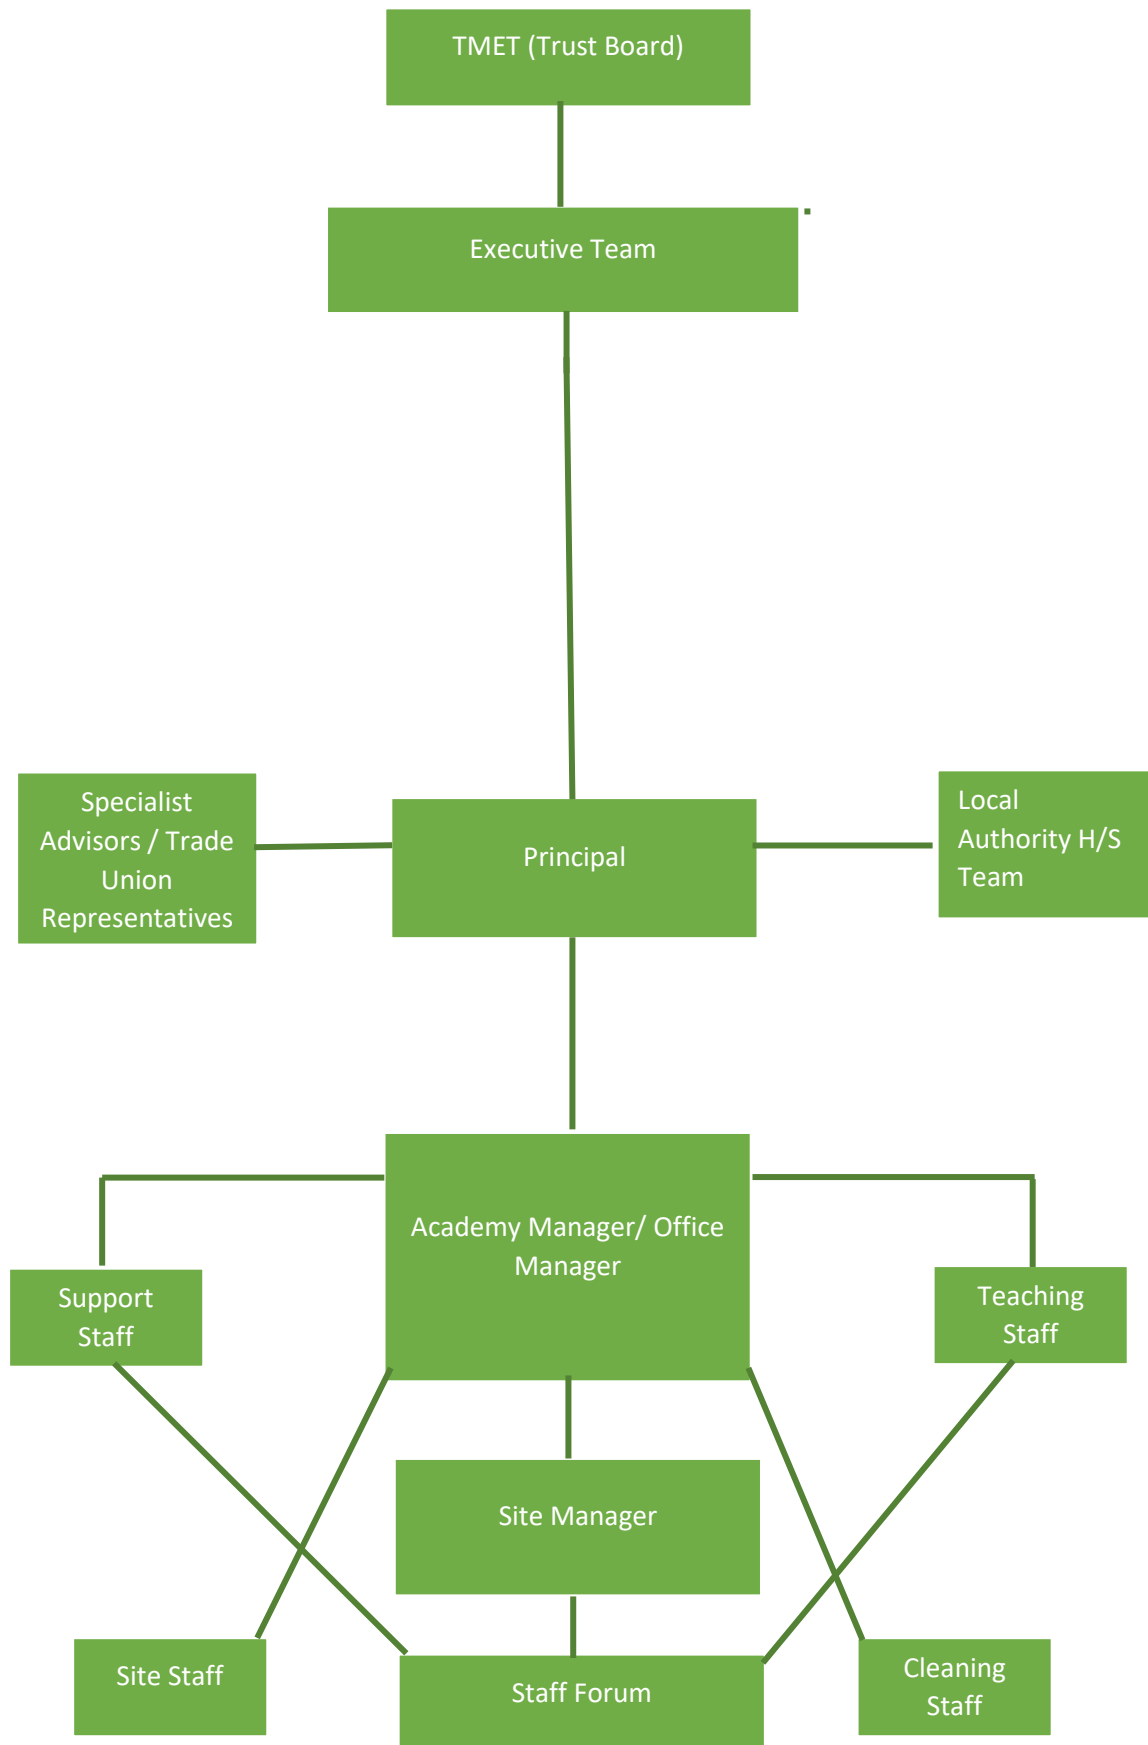 TMET (Trust Board)
Executive Team
Specialist
Advisors / Trade
Union
Representatives
Principal
Local
Authority H/S
Team
Academy Manager/ Office
Manager
Support
Staff
Teaching
Staff
Site Manager
Site Staff
Staff Forum
Cleaning
Staff